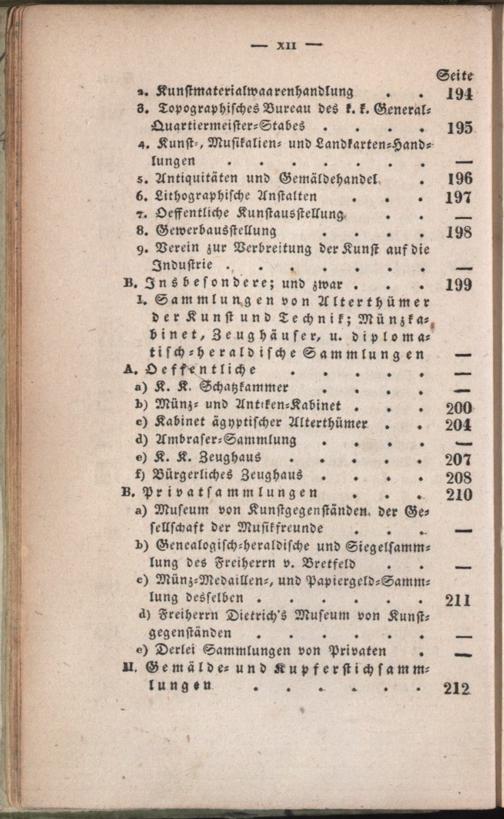 — XII —
Seite
2. Kunstmaterialwaarenhandlung . . 194
3. Topographisches Bureau des k. k. General-
Quartiermeister-Stabes . . . . 195
4. Kunst-, Musikalien- und Landkarten-Hand-
lungen . . . . . . . —
5. Antiquitäten und Gemäldehandel . 196
6. Lithographische Anstalten . . . 197
7. Oeffentliche Kunstausstellung . . —
8. Gewerbausstellung . . . . 198
9. Verein zur Verbreitung der Kunst auf die
Industrie . . . . . . . —
B. Insbesondere; und zwar . . . 199
I. Sammlungen von Alterthümer
der Kunst und Technik; Münzka-
binet, Zeughäuser, u. diploma-
tisch-heraldische Sammlungen —
A. Oeffentliche . . . . . —
a) K. K. Schatzkammer . . . . —
b) Münz- und Antiken-Kabinet . . . 200
c) Kabinet ägyptischer Alterthümer . . 204
d) Ambraser-Sammlung . . . . —
e) K. K. Zeughaus . . . . . 207
f) Bürgerliches Zeughaus . . . . 208
B. Privatsammlungen . . . 210
a) Museum von Kunstgegenständen der Ge-
sellschaft der Musikfreunde . . . —
b) Genealogisch-heraldische und Siegelsamm-
lung des Freiherrn v. Bretfeld . . —
c) Münz-Medaillen-, und Papiergeld-Samm-
lung desselben . . . . . 211
d) Freiherrn Dietrich's Museum von Kunst-
gegenständen . . . . . . —
e) Derlei Sammlungen von Privaten . —
II. Gemälde- und Kupferstichsamm-
lungen . . . . . . 212